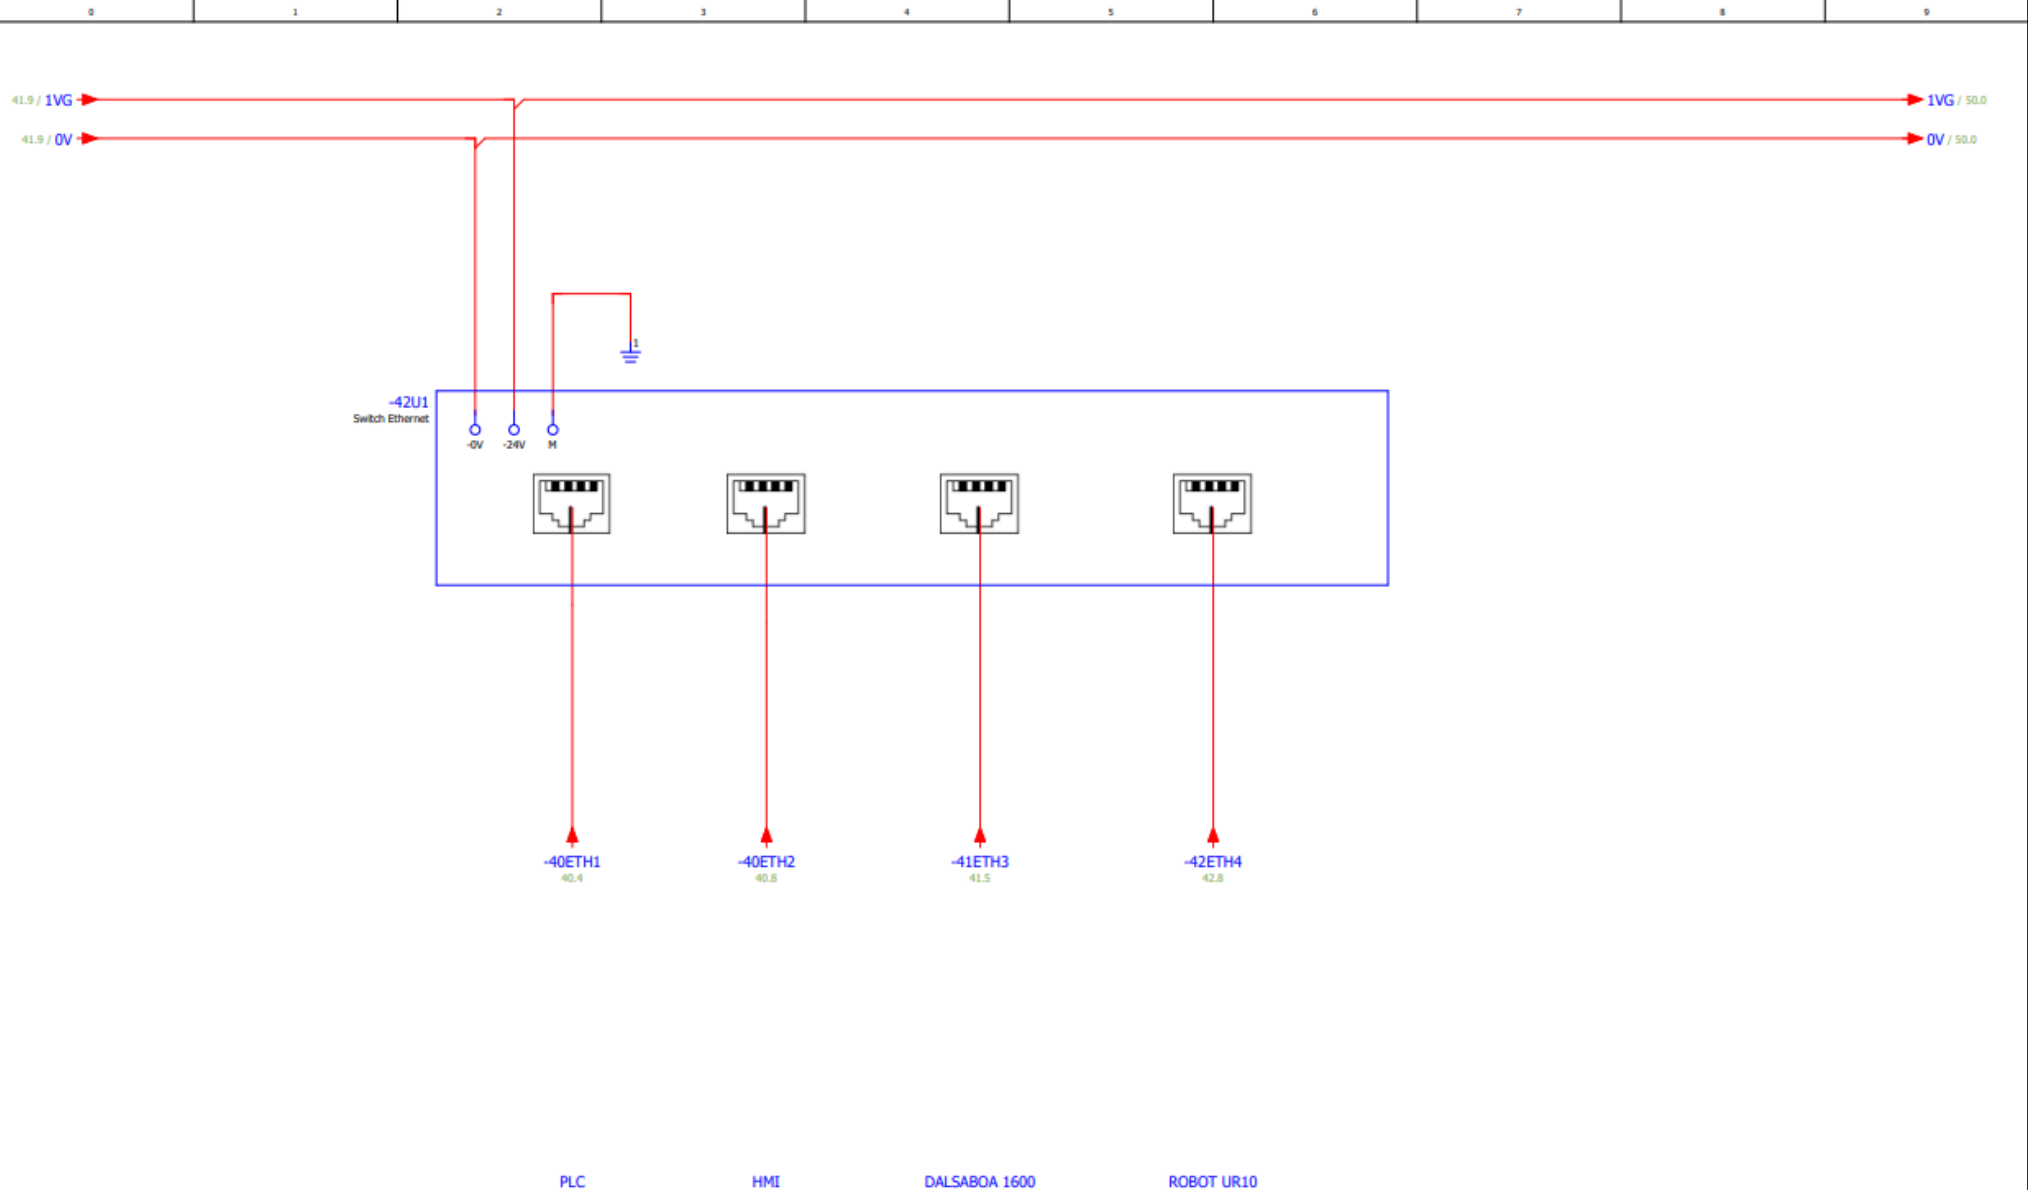 0 1 2 3 4 5 6 7 8 9
41.9 / 1VG 1VG / 50.0
41.9 / 0V 0V / 50.0
1
-42U1
Switch Ethernet
-0V -24V M
-40ETH1 -40ETH2 -41ETH3 -42ETH4
40.4 40.8 41.5 42.8
PLC HMI DALSABOA 1600 ROBOT UR10